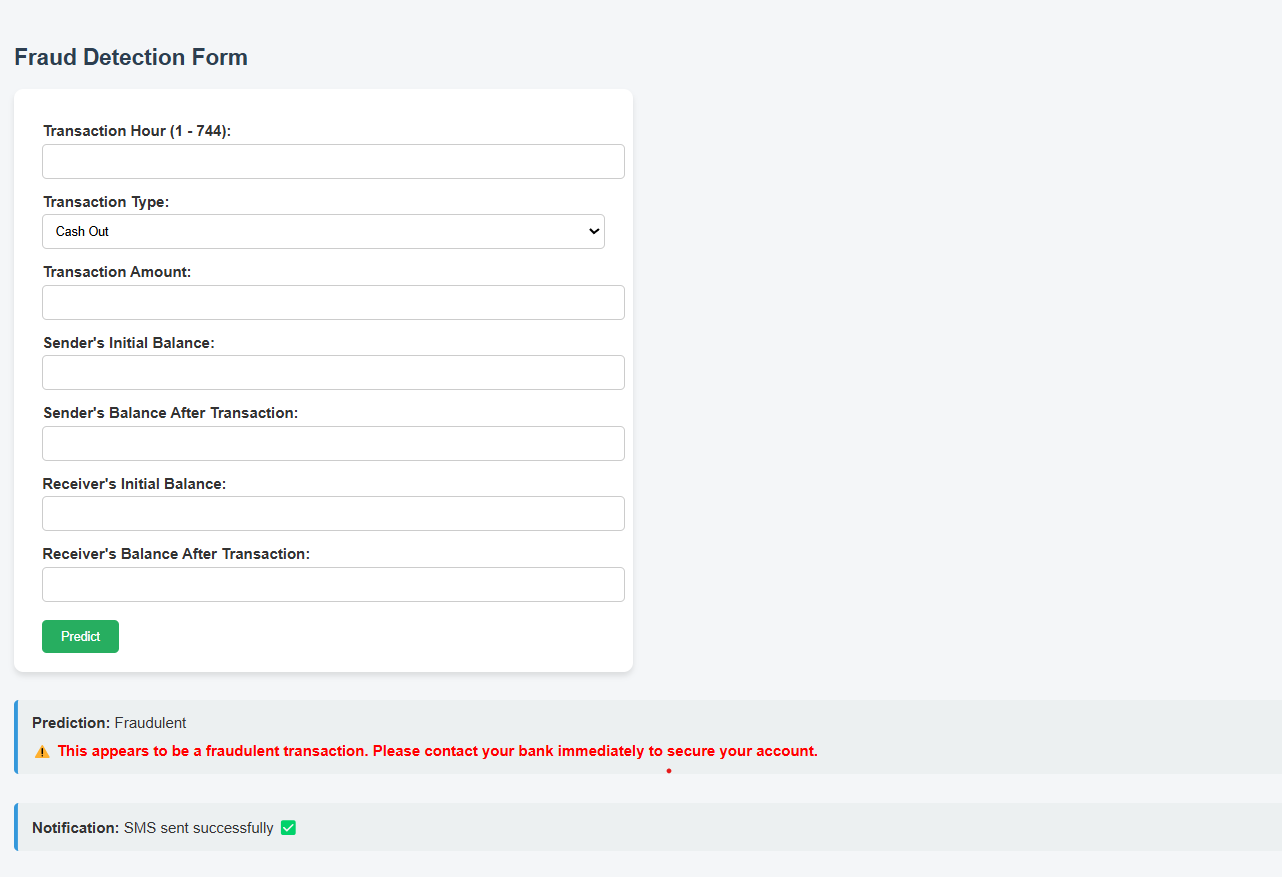 Fraud Detection Form
Transaction Hour (1 - 744):
Transaction Type:
Cash Out
Transaction Amount:
Sender's Initial Balance:
Sender's Balance After Transaction:
Receiver's Initial Balance:
Receiver's Balance After Transaction:
Predict
Prediction: Fraudulent
⚠️ This appears to be a fraudulent transaction. Please contact your bank immediately to secure your account.
Notification: SMS sent successfully ✅